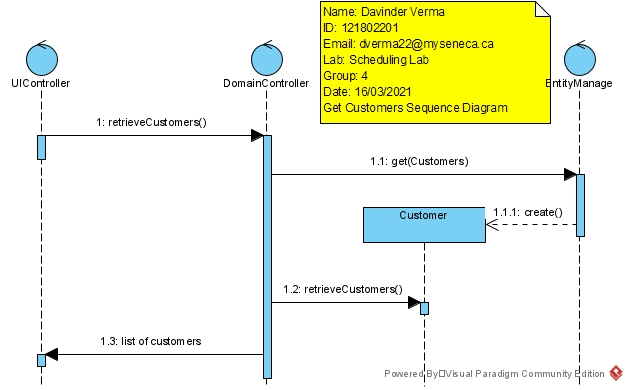 Name: Davinder Verma
ID: 121802201
Email: dverma22@myseneca.ca
Lab: Scheduling Lab
Group: 4
Date: 16/03/2021
Get Customers Sequence Diagram
UIController
DomainController
EntityManage
1: retrieveCustomers()
1.1: get(Customers)
1.1.1: create()
Customer
1.2: retrieveCustomers()
1.3: list of customers
Powered By Visual Paradigm Community Edition